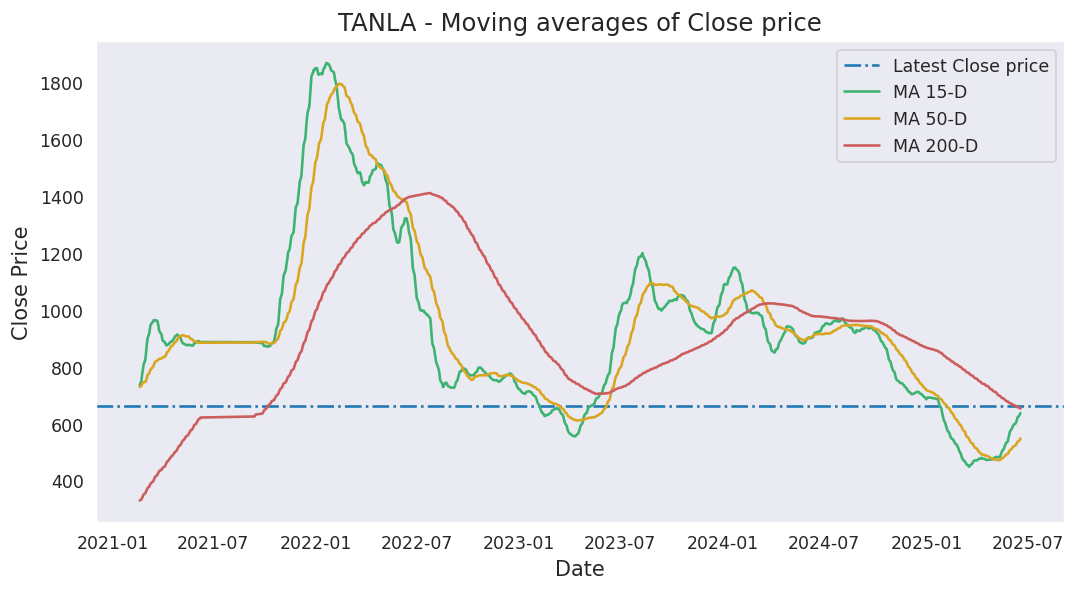 TANLA - Moving averages of Close price
Latest Close price
MA 15-D
MA 50-D
MA 200-D
Close Price
1800
1600
1400
1200
1000
800
600
400
2021-01 2021-07 2022-01 2022-07 2023-01 2023-07 2024-01 2024-07 2025-01 2025-07
Date